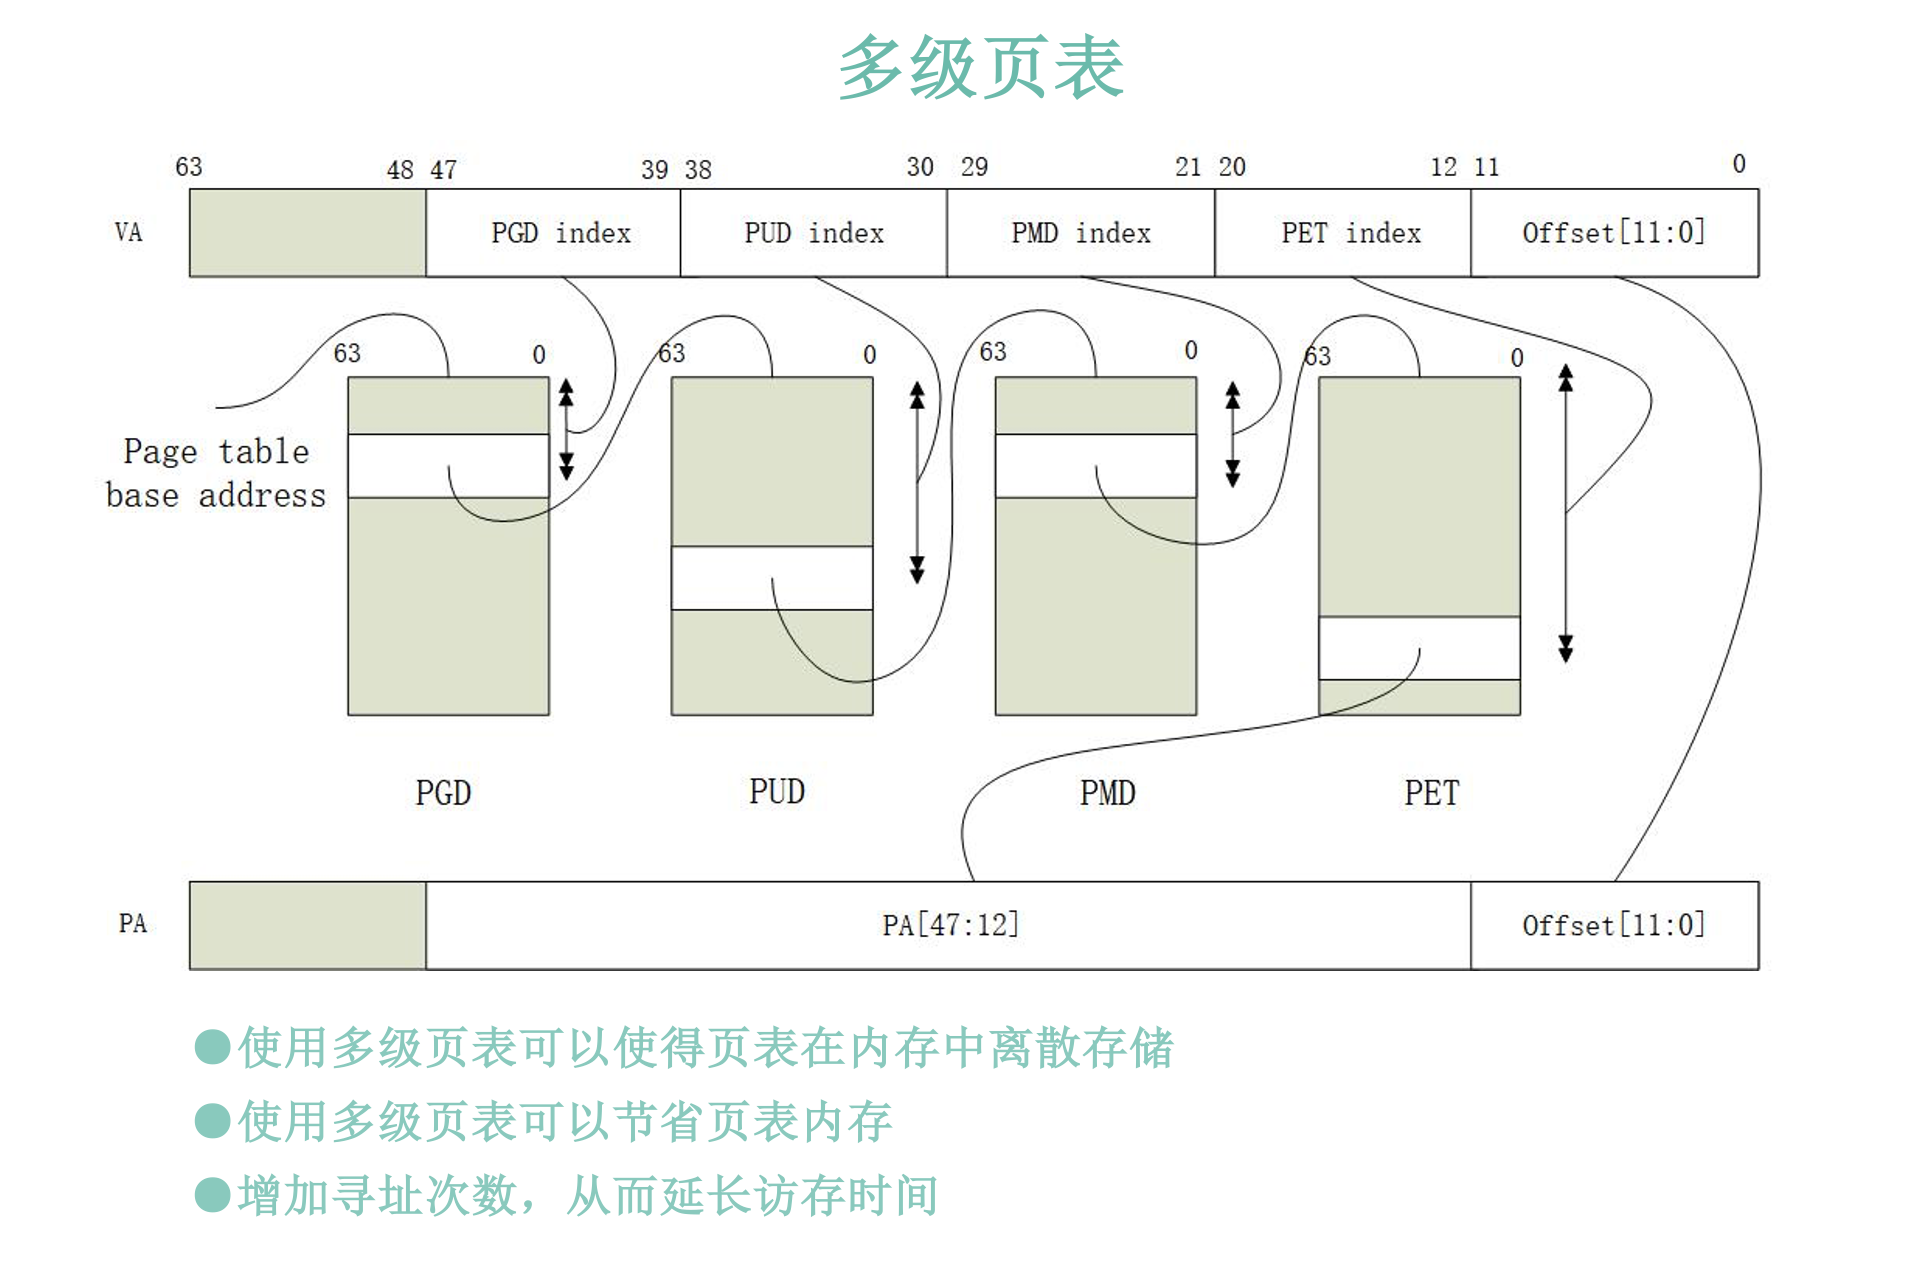 多级页表
63 48 47 39 38 30 29 21 20 12 11 0
VA PGD index PUD index PMD index PET index Offset[11:0]
63 0 63 0 63 0 63 0
Page table
base address
PGD PUD PMD PET
PA PA[47:12] Offset[11:0]
●使用多级页表可以使得页表在内存中离散存储
●使用多级页表可以节省页表内存
●增加寻址次数，从而延长访存时间